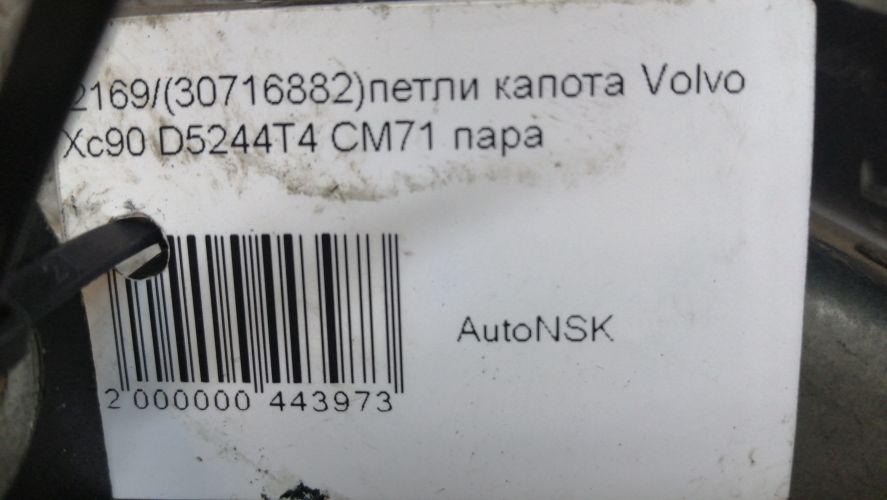 2169/(30716882)петли капота Volvo
Xc90 D5244T4 CM71 пара
AutoNSK
2 000000 443973